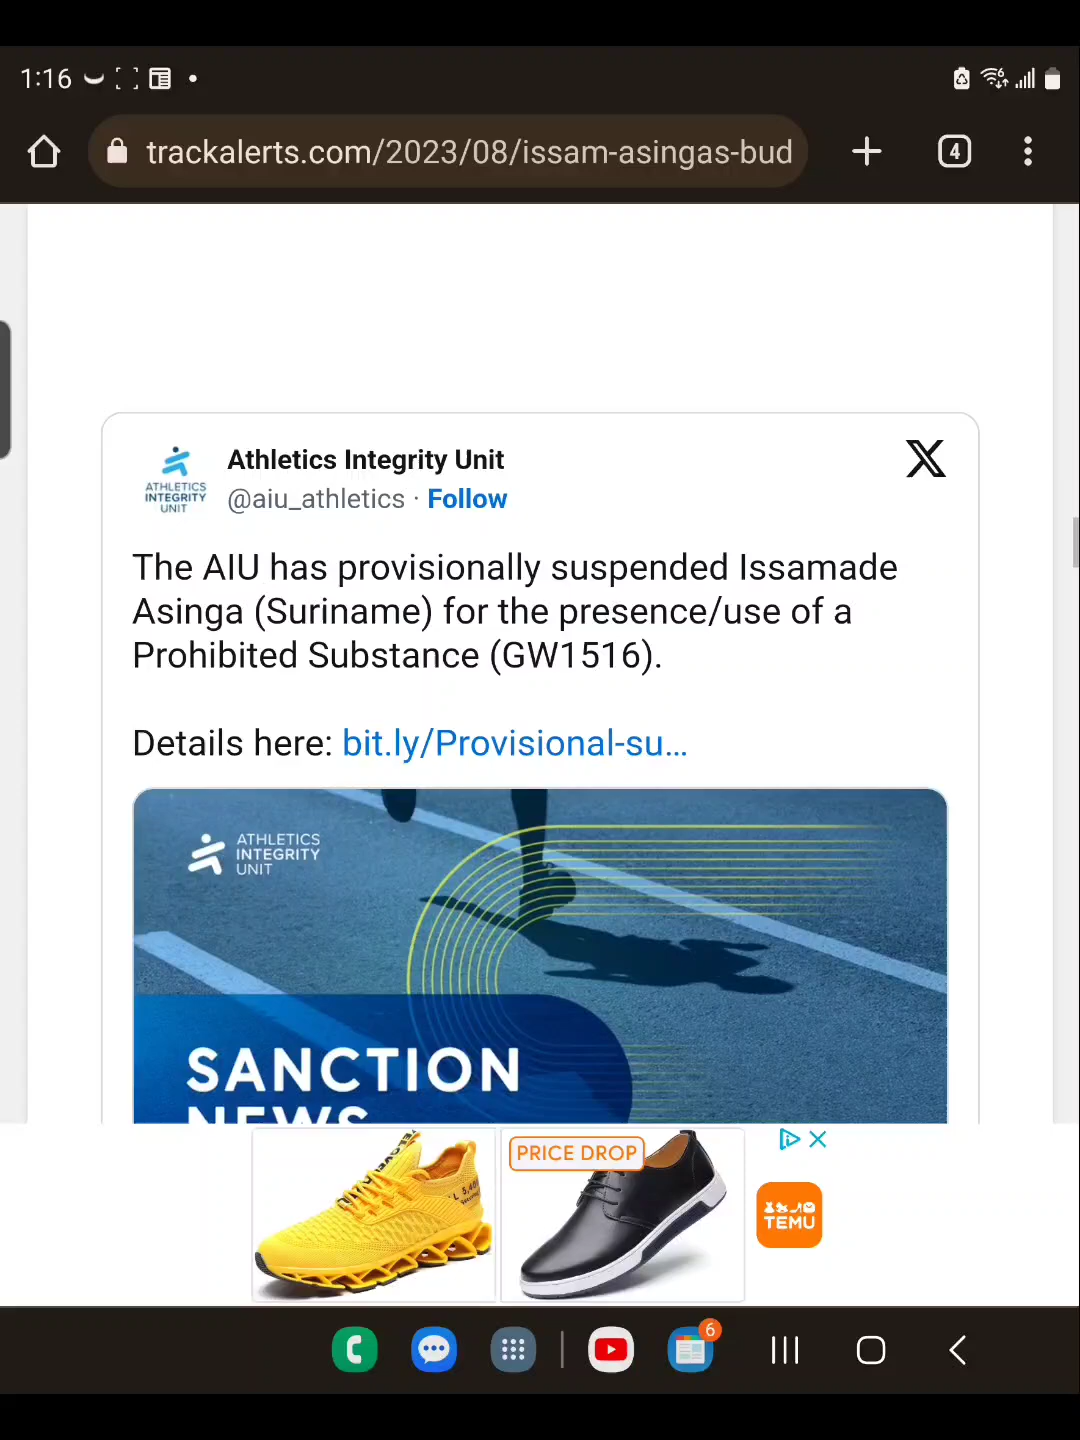 1:16
trackalerts.com/2023/08/issam-asingas-bud
4
ATHLETICS
INTEGRITY
UNIT
Athletics Integrity Unit
@aiu_athletics · Follow
The AIU has provisionally suspended Issamade
Asinga (Suriname) for the presence/use of a
Prohibited Substance (GW1516).
Details here: bit.ly/Provisional-su...
ATHLETICS
INTEGRITY
UNIT
SANCTION
NEWS
PRICE DROP
TEMU
6